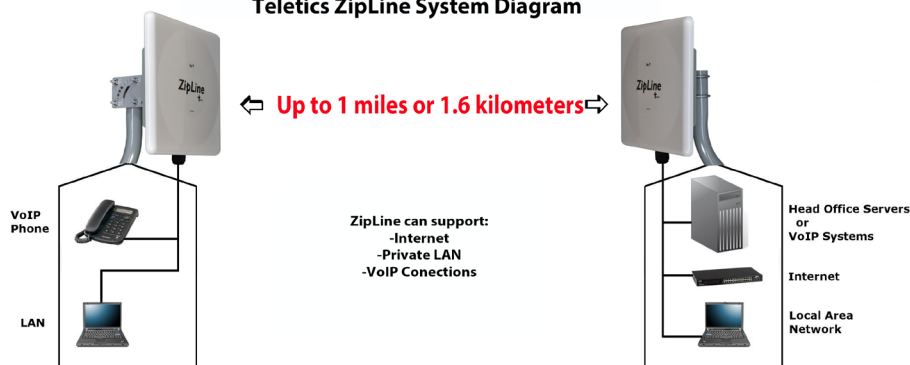 Teletics ZipLine System Diagram
ZipLine
ZipLine
Up to 1 miles or 1.6 kilometers
VoIP
Phone
LAN
ZipLine can support:
-Internet
-Private LAN
-VoIP Conections
Head Office Servers
or
VoIP Systems
Internet
Local Area
Network